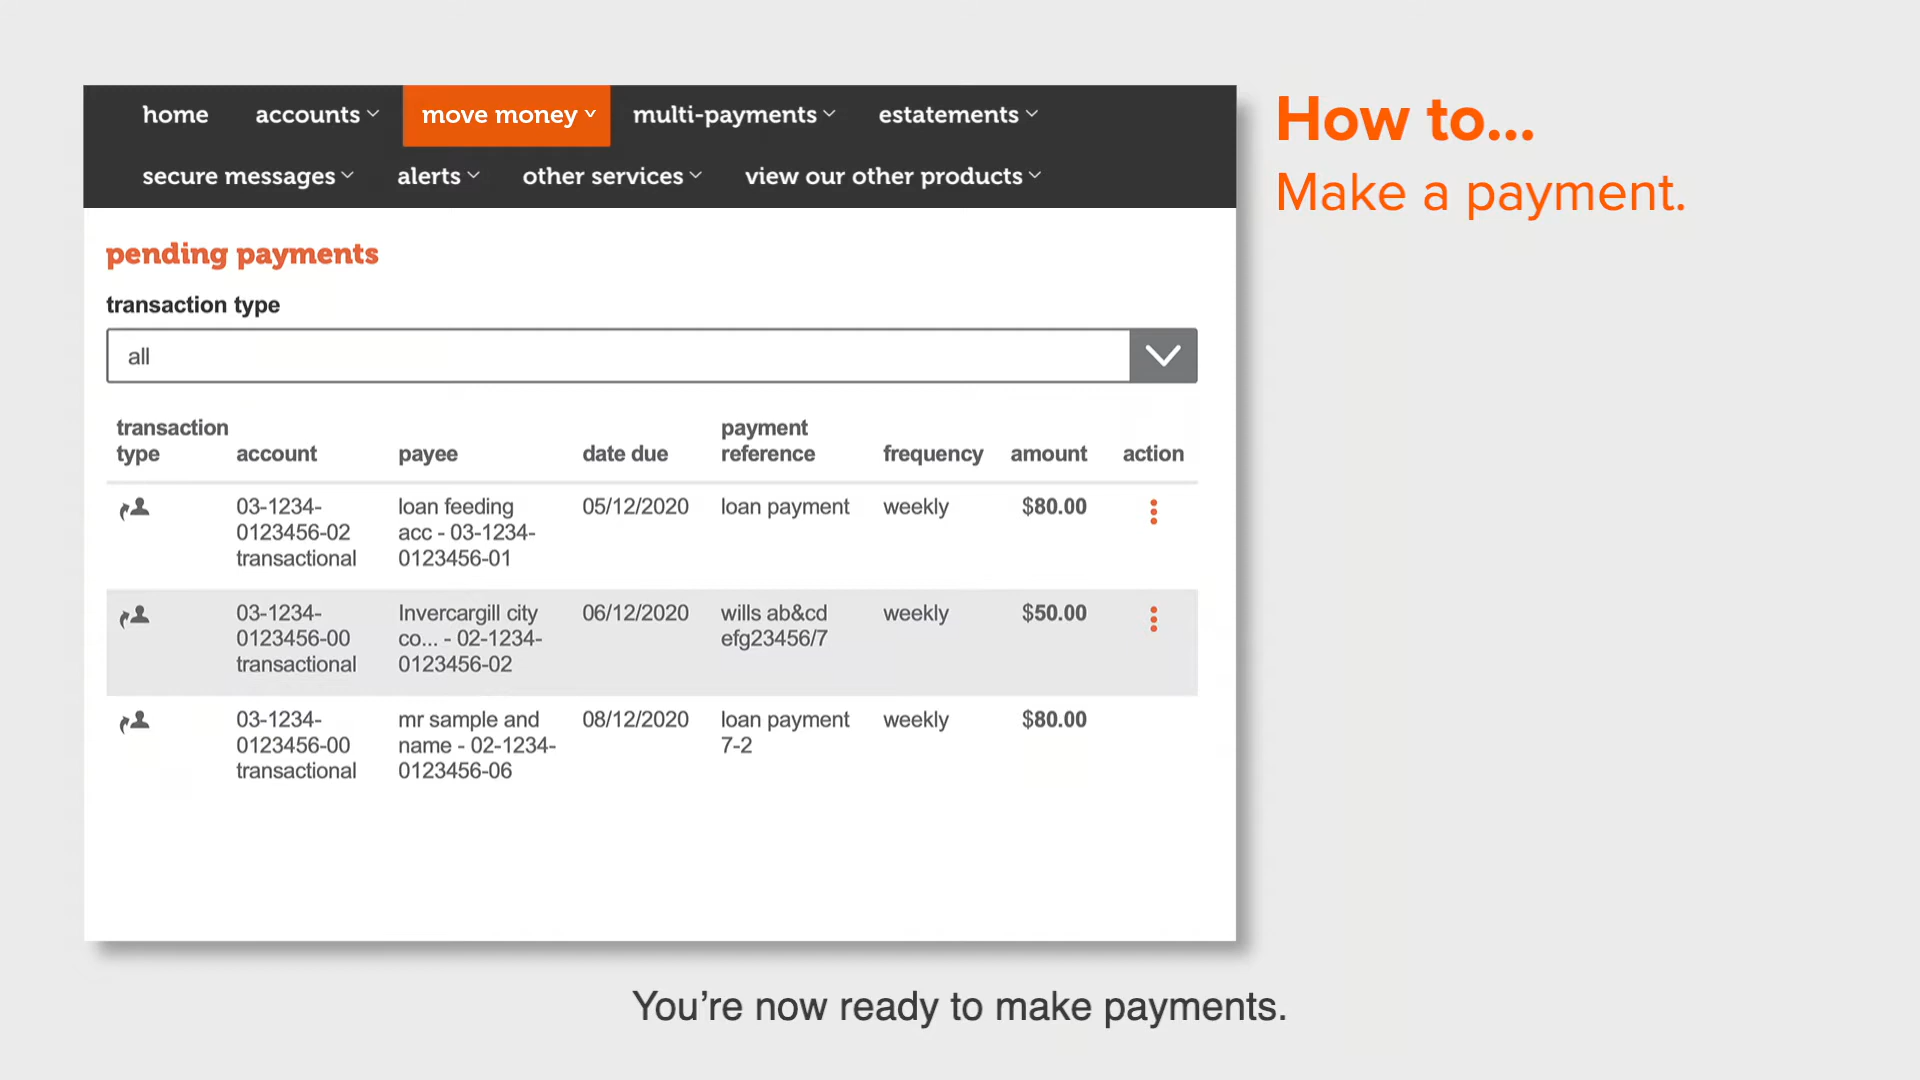 home accounts move money multi-payments estatements
secure messages alerts other services view our other products
How to...
Make a payment.
pending payments
transaction type
all
transaction type account payee date due payment reference frequency amount action
03-1234- loan feeding 05/12/2020 loan payment weekly $80.00
0123456-02 acc - 03-1234-
transactional 0123456-01
03-1234- Invercargill city 06/12/2020 wills ab&cd weekly $50.00
0123456-00 co... - 02-1234- efg23456/7
transactional 0123456-02
03-1234- mr sample and 08/12/2020 loan payment weekly $80.00
0123456-00 name - 02-1234- 7-2
transactional 0123456-06
You’re now ready to make payments.